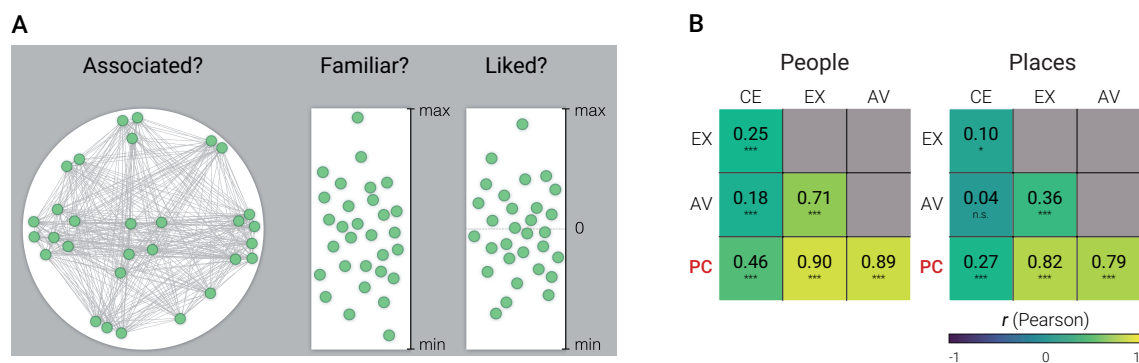 A
Associated?
Familiar?
Liked?
max
min
max
0
min
B
People
Places
CE EX AV
CE EX AV
EX 0.25
***
AV 0.18 0.71
*** ***
PC 0.46 0.90 0.89
*** *** ***
EX 0.10
*
AV 0.04 0.36
n.s. ***
PC 0.27 0.82 0.79
*** *** ***
r (Pearson)
-1 0 1